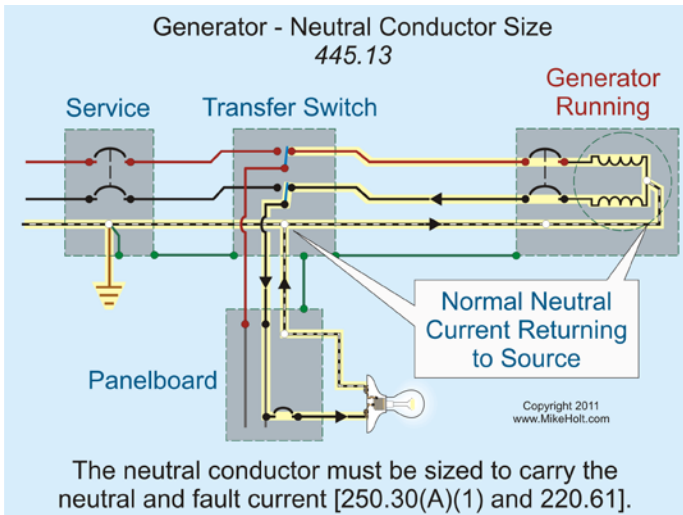 Generator - Neutral Conductor Size
445.13
Generator
Running
Service
Transfer Switch
Normal Neutral
Current Returning
to Source
Panelboard
Copyright 2011
www.MikeHolt.com
The neutral conductor must be sized to carry the
neutral and fault current [250.30(A)(1) and 220.61].